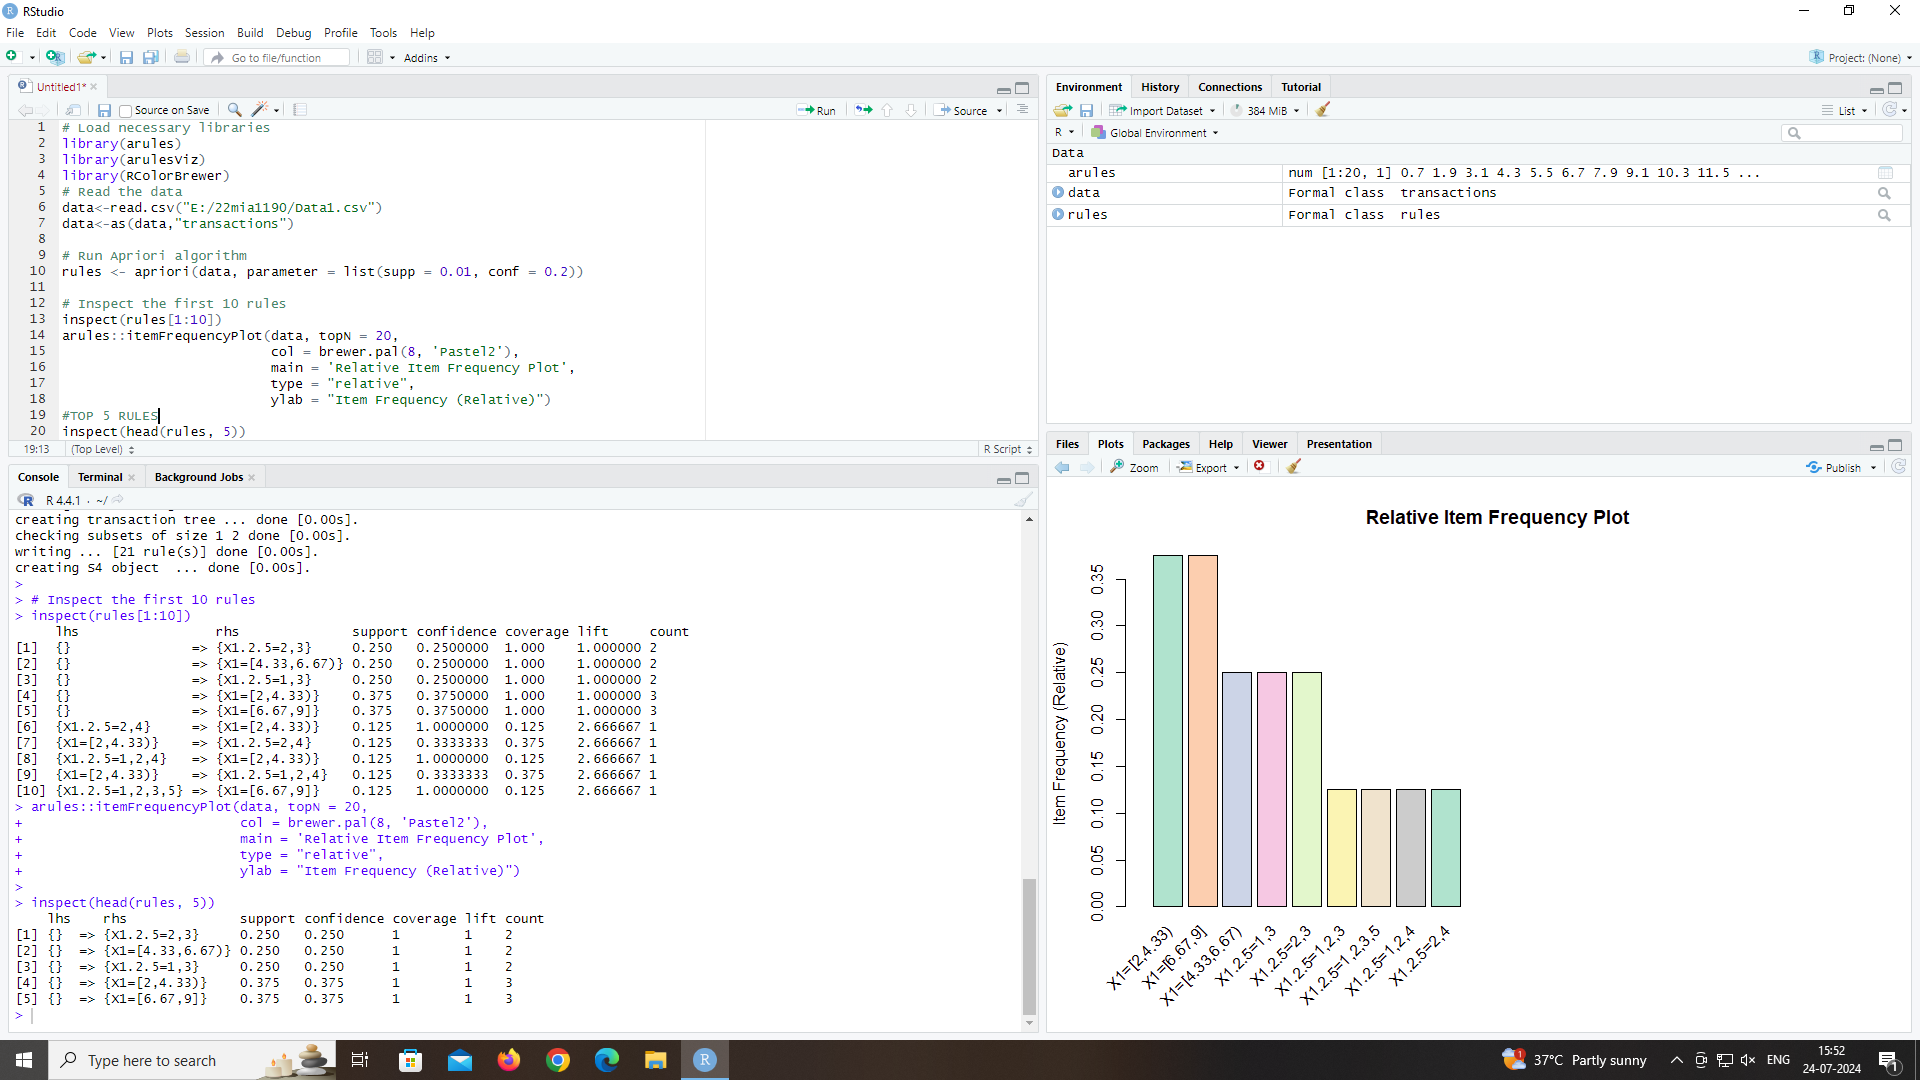 RStudio
File Edit Code View Plots Session Build Debug Profile Tools Help
Go to file/function Addins Project: (None)
Untitled1*
Source on Save Run Source
1 # Load necessary libraries
2 library(arules)
3 library(arulesViz)
4 library(RColorBrewer)
5 # Read the data
6 data<-read.csv("E:/22mia1190/Data1.csv")
7 data<-as(data,"transactions")
8
9 # Run Apriori algorithm
10 rules <- apriori(data, parameter = list(supp = 0.01, conf = 0.2))
11
12 # Inspect the first 10 rules
13 inspect(rules[1:10])
14 arules::itemFrequencyPlot(data, topN = 20,
15 col = brewer.pal(8, 'Pastel2'),
16 main = 'Relative Item Frequency Plot',
17 type = "relative",
18 ylab = "Item Frequency (Relative)")
19 #TOP 5 RULES
20 inspect(head(rules, 5))
19:13 (Top Level) R Script
Console Terminal Background Jobs
R 4.4.1 · ~/
creating transaction tree ... done [0.00s].
checking subsets of size 1 2 done [0.00s].
writing ... [21 rule(s)] done [0.00s].
creating S4 object ... done [0.00s].
>
> # Inspect the first 10 rules
> inspect(rules[1:10])
lhs rhs support confidence coverage lift count
[1] {} => {X1.2.5=2,3} 0.250 0.2500000 1.000 1.000000 2
[2] {} => {X1=[4.33,6.67)} 0.250 0.2500000 1.000 1.000000 2
[3] {} => {X1.2.5=1,3} 0.250 0.2500000 1.000 1.000000 2
[4] {} => {X1=[2,4.33)} 0.375 0.3750000 1.000 1.000000 3
[5] {} => {X1=[6.67,9]} 0.375 0.3750000 1.000 1.000000 3
[6] {X1.2.5=2,4} => {X1=[2,4.33)} 0.125 1.0000000 0.125 2.666667 1
[7] {X1=[2,4.33)} => {X1.2.5=2,4} 0.125 0.3333333 0.375 2.666667 1
[8] {X1.2.5=1,2,4} => {X1=[2,4.33)} 0.125 1.0000000 0.125 2.666667 1
[9] {X1=[2,4.33)} => {X1.2.5=1,2,4} 0.125 0.3333333 0.375 2.666667 1
[10] {X1.2.5=1,2,3,5} => {X1=[6.67,9]} 0.125 1.0000000 0.125 2.666667 1
> arules::itemFrequencyPlot(data, topN = 20,
+ col = brewer.pal(8, 'Pastel2'),
+ main = 'Relative Item Frequency Plot',
+ type = "relative",
+ ylab = "Item Frequency (Relative)")
>
> inspect(head(rules, 5))
lhs rhs support confidence coverage lift count
[1] {} => {X1.2.5=2,3} 0.250 0.250 1 1 2
[2] {} => {X1=[4.33,6.67)} 0.250 0.250 1 1 2
[3] {} => {X1.2.5=1,3} 0.250 0.250 1 1 2
[4] {} => {X1=[2,4.33)} 0.375 0.375 1 1 3
[5] {} => {X1=[6.67,9]} 0.375 0.375 1 1 3
>
Environment History Connections Tutorial
Import Dataset 384 MiB List
R Global Environment
Data
arules num [1:20, 1] 0.7 1.9 3.1 4.3 5.5 6.7 7.9 9.1 10.3 11.5 ...
data Formal class transactions
rules Formal class rules
Files Plots Packages Help Viewer Presentation
Zoom Export Publish
Relative Item Frequency Plot
Item Frequency (Relative)
0.35
0.30
0.25
0.20
0.15
0.10
0.05
0.00
X1=[2,4.33)
X1=[6.67,9]
X1=[4.33,6.67)
X1.2.5=1,3
X1.2.5=2,3
X1.2.5=1,2,3
X1.2.5=1,2,3,5
X1.2.5=1,2,4
X1.2.5=2,4
Type here to search
37°C Partly sunny ENG
15:52
24-07-2024